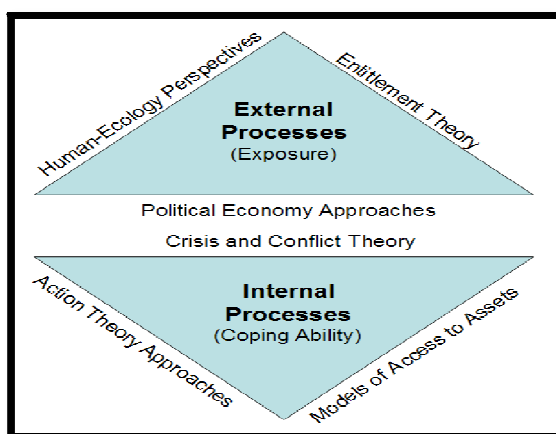 Human-Ecology Perspectives
Entitlement Theory
External
Processes
(Exposure)
Political Economy Approaches
Crisis and Conflict Theory
Internal
Processes
(Coping Ability)
Action Theory Approaches
Models of Access to Assets